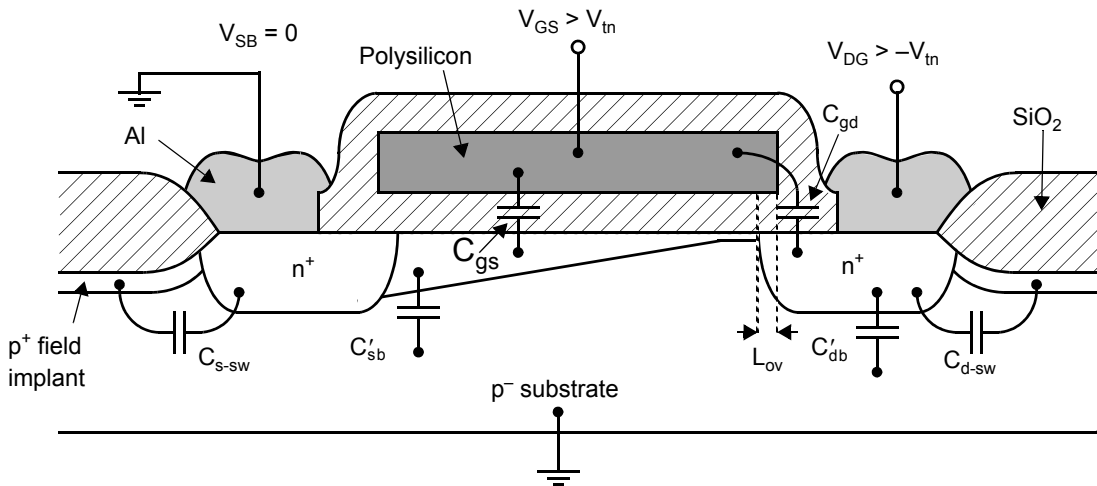 V_SB = 0
V_GS > V_tn
Polysilicon
V_DG > –V_tn
Al
C_gd
SiO_2
C_gs
n^+
n^+
p^+ field
implant
C_s-sw
C'_sb
L_ov
C'_db
C_d-sw
p^– substrate